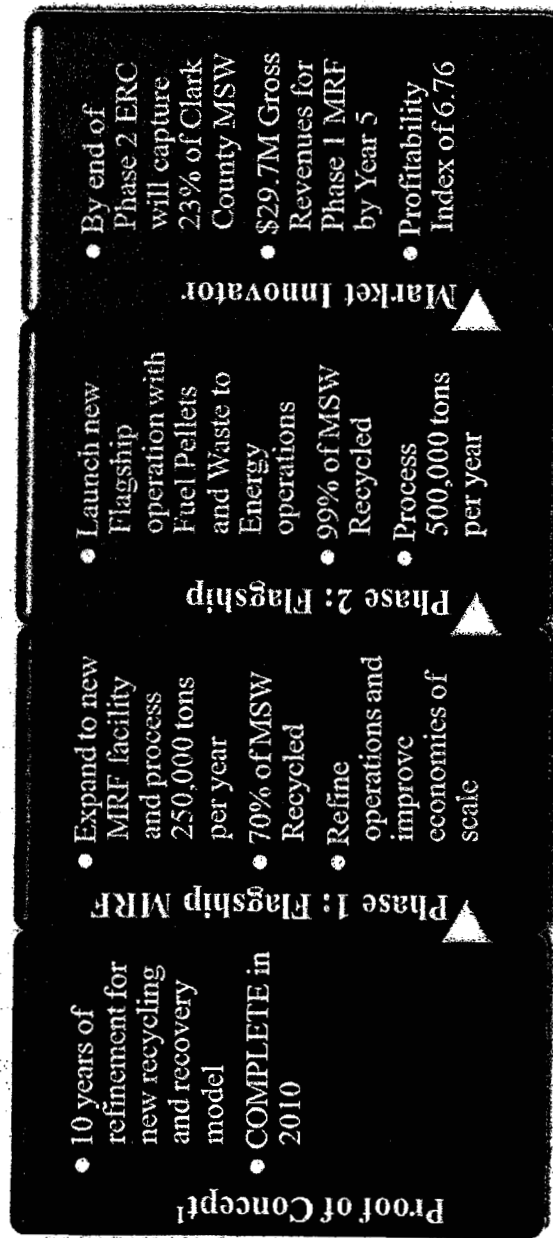 Proof of Concept¹
• 10 years of
refinement for
new recycling
and recovery
model
• COMPLETE in
2010
Phase 1: Flagship MRF
• Expand to new
MRF facility
and process
250,000 tons
per year
• 70% of MSW
Recycled
• Refine
operations and
improve
economies of
scale
Phase 2: Flagship
• Launch new
Flagship
operation with
Fuel Pellets
and Waste to
Energy
operations
• 99% of MSW
Recycled
• Process
500,000 tons
per year
Market Innovator
• By end of
Phase 2 ERC
will capture
23% of Clark
County MSW
• $29.7M Gross
Revenues for
Phase 1 MRF
by Year 5
• Profitability
Index of 6.76